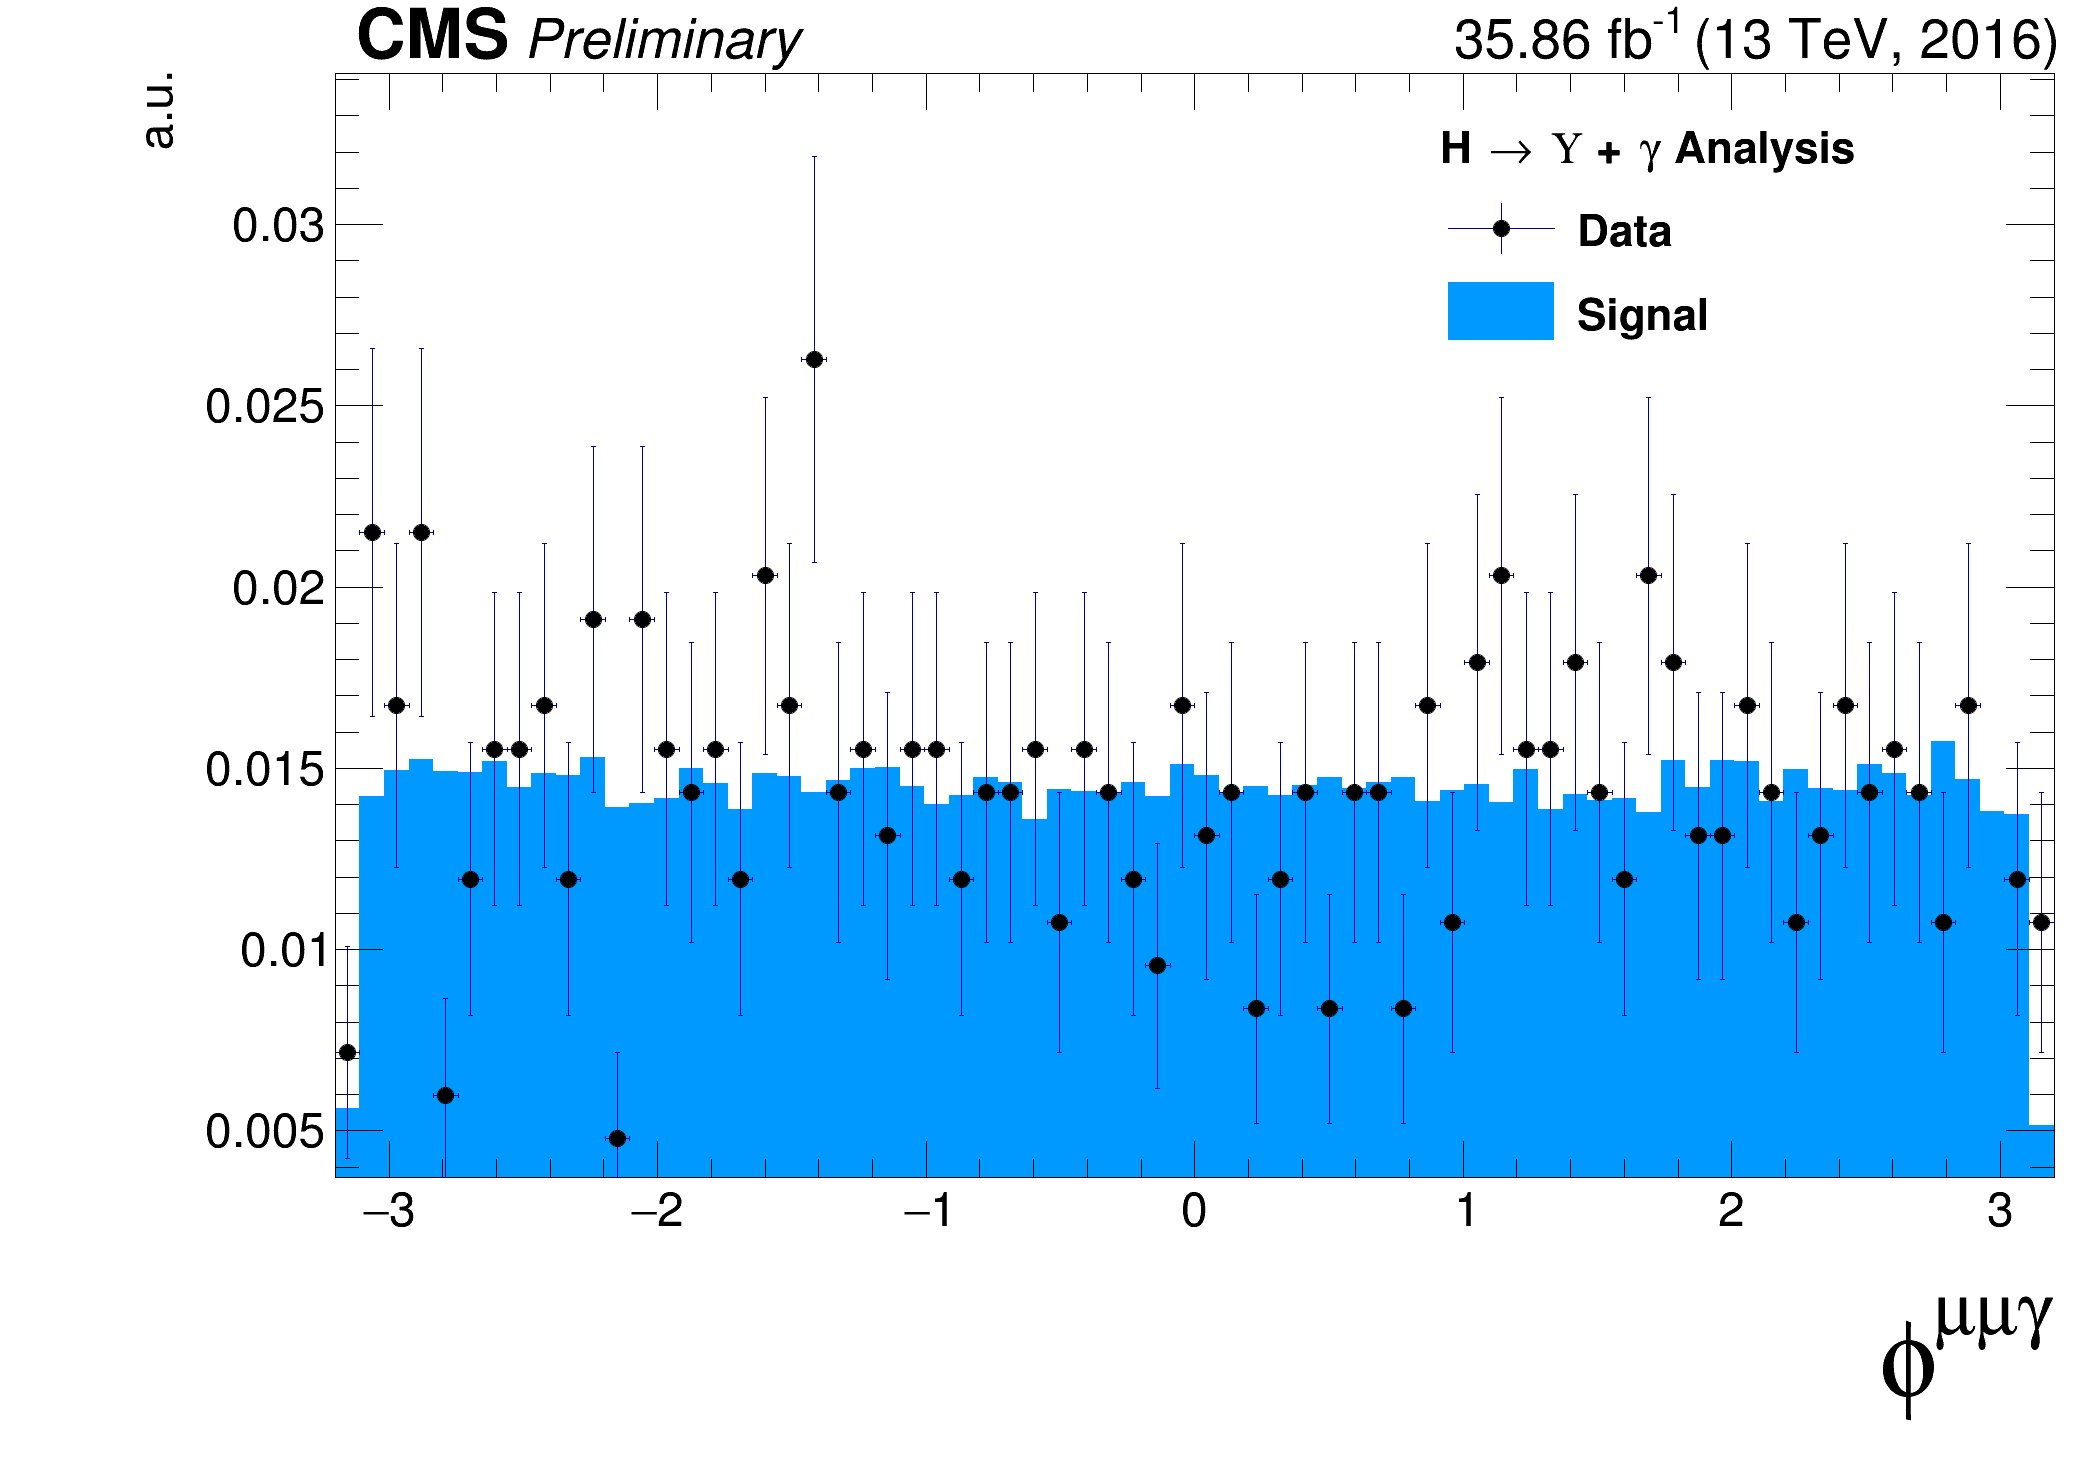 CMS Preliminary 35.86 fb⁻¹ (13 TeV, 2016)
a.u.
H → ϒ + γ Analysis
Data
Signal
0.03
0.025
0.02
0.015
0.01
0.005
−3 −2 −1 0 1 2 3
ϕ^μμγ